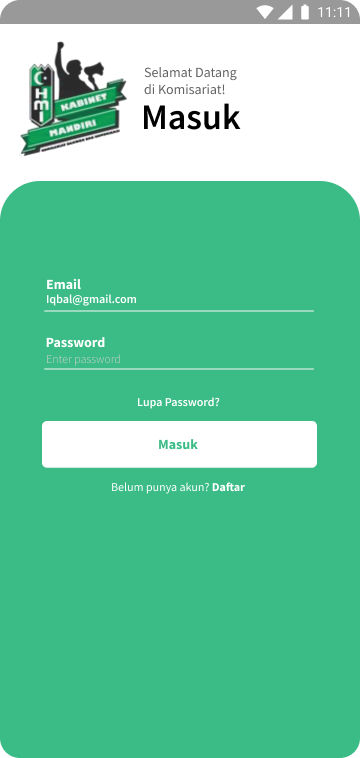 11:11
HMI
KABINET
MANDIRI
Selamat Datang
di Komisariat!
Masuk
Email
Iqbal@gmail.com
Password
Enter password
Lupa Password?
Masuk
Belum punya akun? Daftar